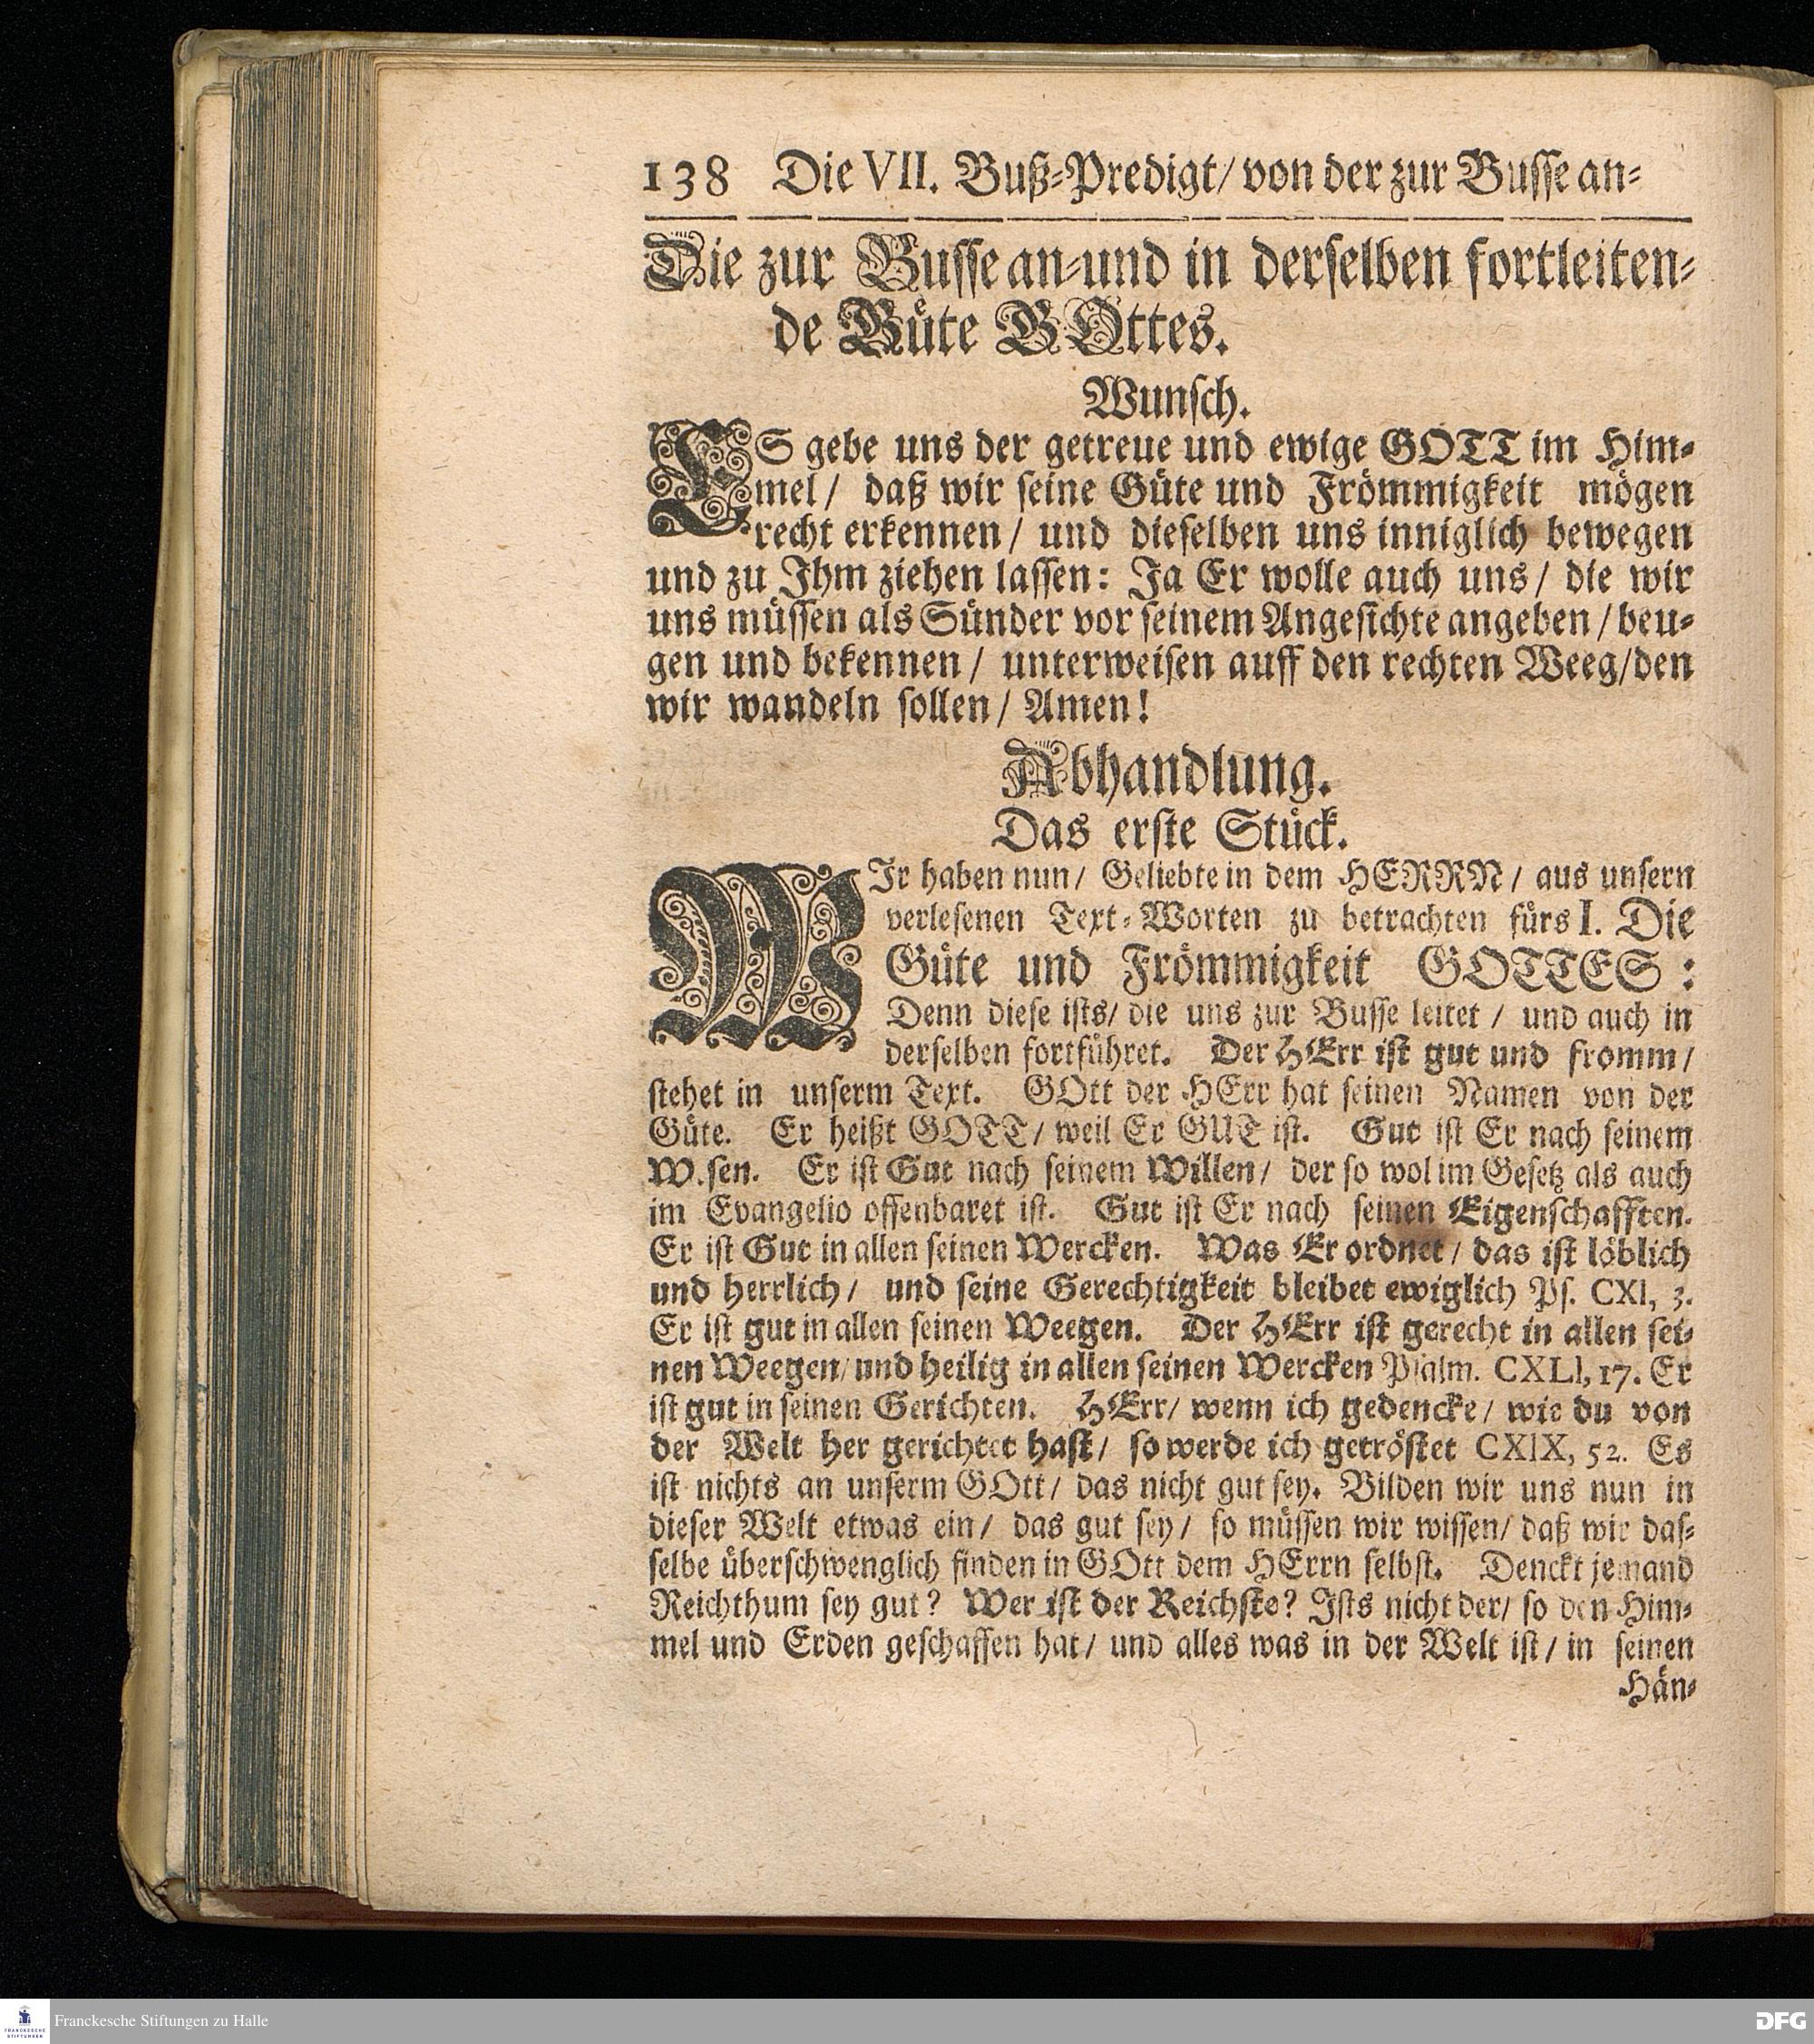 138 Die VII. Buß-Predigt/ von der zur Busse an-
Die zur Busse an-und in derselben fortleiten-
de Güte GOttes.
Wunsch.
ES gebe uns der getreue und ewige GOTT im Him-
mel/ daß wir seine Güte und Frömmigkeit mögen
recht erkennen/ und dieselben uns inniglich bewegen
und zu Ihm ziehen lassen: Ja Er wolle auch uns/ die wir
uns müssen als Sünder vor seinem Angesichte angeben/ beu-
gen und bekennen/ unterweisen auff den rechten Weeg/den
wir wandeln sollen/ Amen!
Abhandlung.
Das erste Stück.
WIr haben nun/ Geliebte in dem HERRN/ aus unsern
verlesenen Text-Worten zu betrachten fürs I. Die
Güte und Frömmigkeit GOTTES:
Denn diese ists/ die uns zur Busse leitet/ und auch in
derselben fortführet. Der HErr ist gut und fromm/
stehet in unserm Text. GOtt der HErr hat seinen Namen von der
Güte. Er heißt GOTT/ weil Er GUT ist. Gut ist Er nach seinem
W.sen. Er ist Gut nach seinem Willen/ der so wol im Gesetz als auch
im Evangelio offenbaret ist. Gut ist Er nach seinen Eigenschafften.
Er ist Gut in allen seinen Wercken. Was Er ordnet/ das ist löblich
und herrlich/ und seine Gerechtigkeit bleibet ewiglich Ps. CXI, 3.
Er ist gut in allen seinen Weegen. Der HErr ist gerecht in allen sei-
nen Weegen/ und heilig in allen seinen Wercken Psalm. CXLI, 17. Er
ist gut in seinen Gerichten. HErr/ wenn ich gedencke/ wie du von
der Welt her gerichtet hast/ so werde ich getröstet CXIX, 52. Es
ist nichts an unserm GOtt/ das nicht gut sey. Bilden wir uns nun in
dieser Welt etwas ein/ das gut sey/ so müssen wir wissen/ daß wir das-
selbe überschwenglich finden in GOtt dem HErrn selbst. Denckt jemand
Reichthum sey gut? Wer ist der Reichste? Ists nicht der/ so den Him-
mel und Erden geschaffen hat/ und alles was in der Welt ist/ in seinen
Hän-
FRANCKESCHE STIFTUNGEN
Franckesche Stiftungen zu Halle
DFG